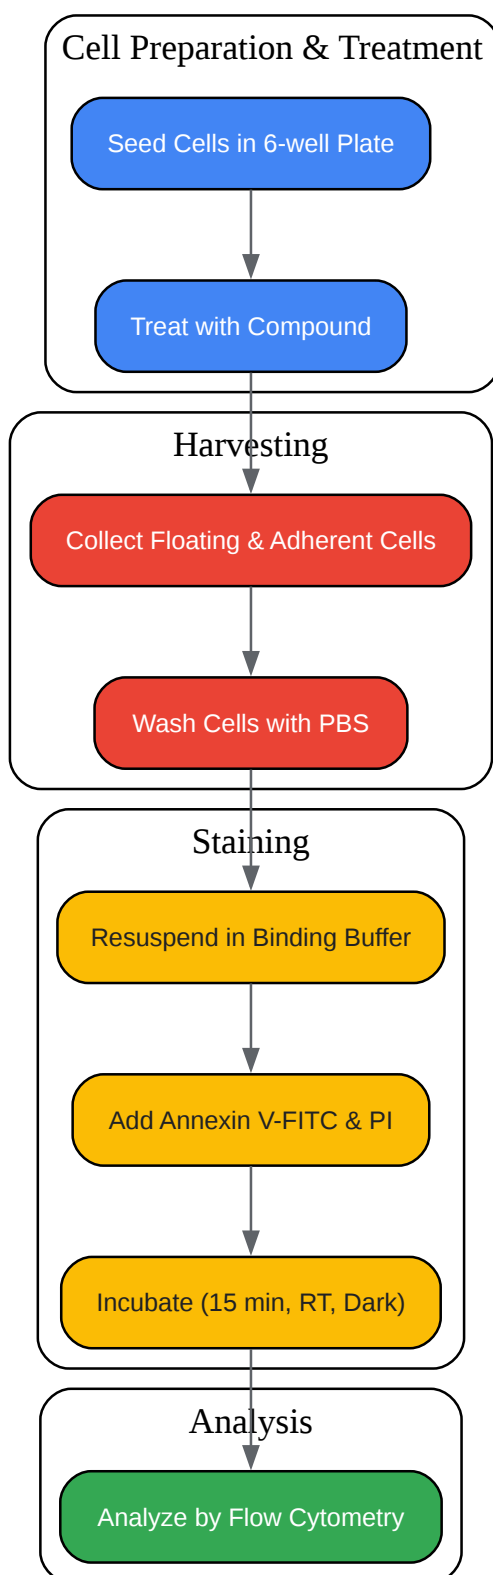 Cell Preparation & Treatment
Seed Cells in 6-well Plate
Treat with Compound
Harvesting
Collect Floating & Adherent Cells
Wash Cells with PBS
Staining
Resuspend in Binding Buffer
Add Annexin V-FITC & PI
Incubate (15 min, RT, Dark)
Analysis
Analyze by Flow Cytometry